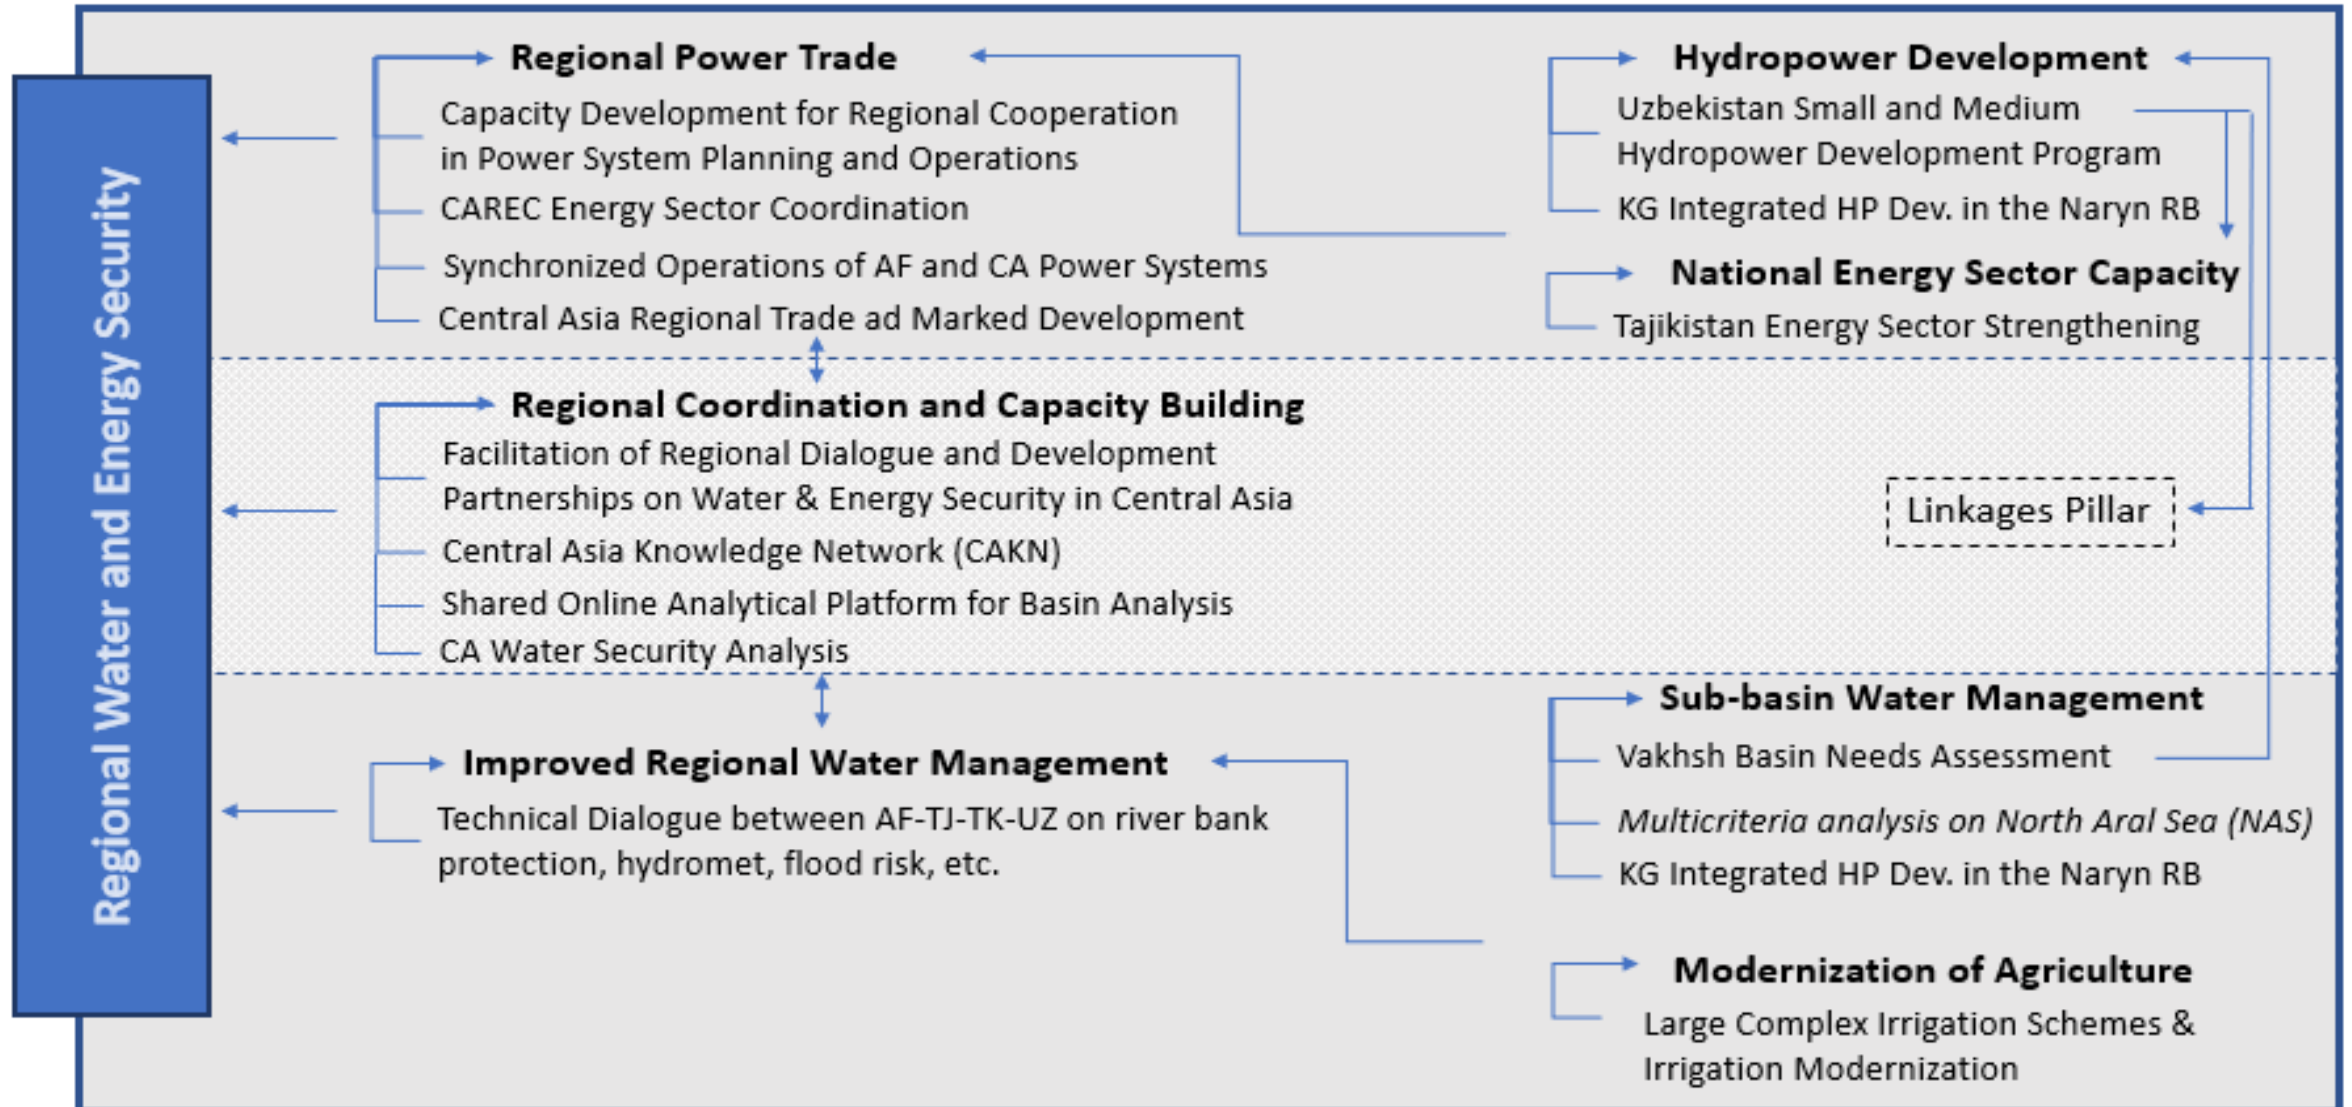 Regional Water and Energy Security
Regional Power Trade
Capacity Development for Regional Cooperation
in Power System Planning and Operations
CAREC Energy Sector Coordination
Synchronized Operations of AF and CA Power Systems
Central Asia Regional Trade ad Marked Development
Hydropower Development
Uzbekistan Small and Medium
Hydropower Development Program
KG Integrated HP Dev. in the Naryn RB
National Energy Sector Capacity
Tajikistan Energy Sector Strengthening
Regional Coordination and Capacity Building
Facilitation of Regional Dialogue and Development
Partnerships on Water & Energy Security in Central Asia
Central Asia Knowledge Network (CAKN)
Shared Online Analytical Platform for Basin Analysis
CA Water Security Analysis
Linkages Pillar
Improved Regional Water Management
Technical Dialogue between AF-TJ-TK-UZ on river bank
protection, hydromet, flood risk, etc.
Sub-basin Water Management
Vakhsh Basin Needs Assessment
Multicriteria analysis on North Aral Sea (NAS)
KG Integrated HP Dev. in the Naryn RB
Modernization of Agriculture
Large Complex Irrigation Schemes &
Irrigation Modernization